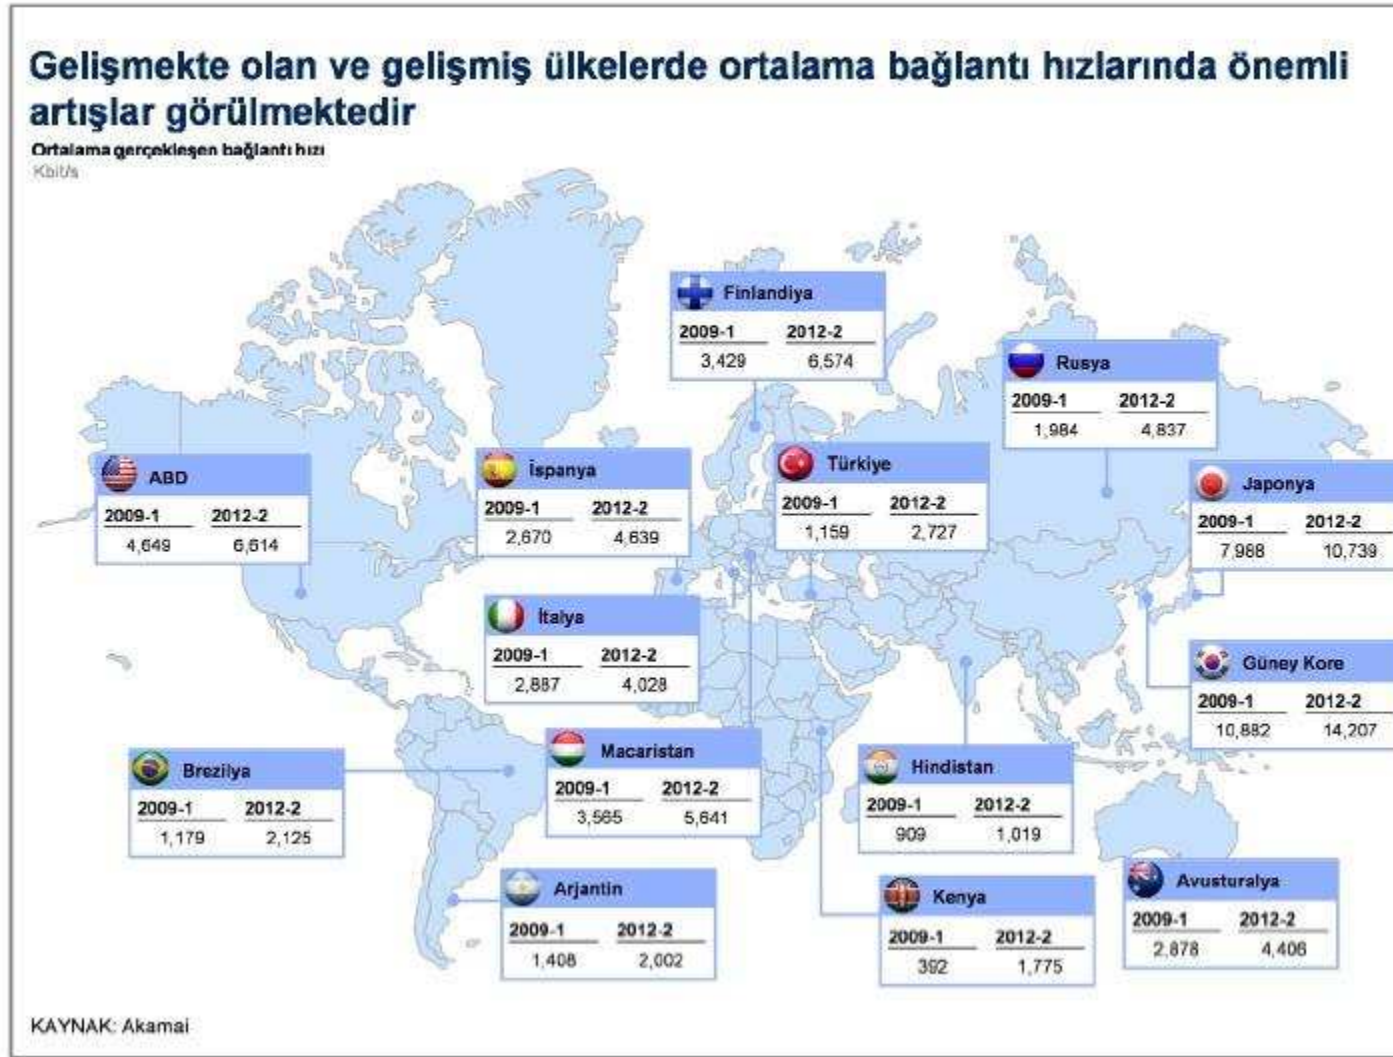 Gelişmekte olan ve gelişmiş ülkelerde ortalama bağlantı hızlarında önemli
artışlar görülmektedir
Ortalama gerçekleşen bağlantı hızı
Kbit/s
Finlandiya
2009-1 2012-2
3,429 6,574
Rusya
2009-1 2012-2
1,984 4,837
ABD
2009-1 2012-2
4,649 6,614
İspanya
2009-1 2012-2
2,670 4,639
Türkiye
2009-1 2012-2
1,159 2,727
Japonya
2009-1 2012-2
7,988 10,739
İtalya
2009-1 2012-2
2,887 4,028
Güney Kore
2009-1 2012-2
10,882 14,207
Brezilya
2009-1 2012-2
1,179 2,125
Macaristan
2009-1 2012-2
3,565 5,641
Hindistan
2009-1 2012-2
909 1,019
Arjantin
2009-1 2012-2
1,408 2,002
Kenya
2009-1 2012-2
392 1,775
Avusturalya
2009-1 2012-2
2,878 4,406
KAYNAK: Akamai